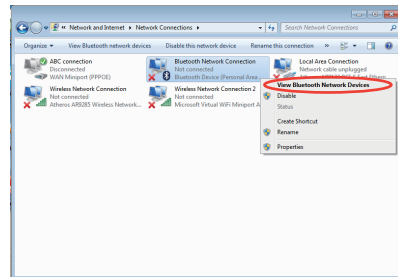 « Network and Internet ▸ Network Connections ▸
Search Network Connections
Organize
View Bluetooth network devices
Disable this network device
Rename this connection
»
ABC connection
Disconnected
WAN Miniport (PPPOE)
Bluetooth Network Connection
Not connected
Bluetooth Device (Personal Area...
Local Area Connection
Network cable unplugged
Wireless Network Connection
Not connected
Atheros AR9285 Wireless Network...
Wireless Network Connection 2
Not connected
Microsoft Virtual WiFi Miniport A
View Bluetooth Network Devices
Disable
Status
Create Shortcut
Rename
Properties